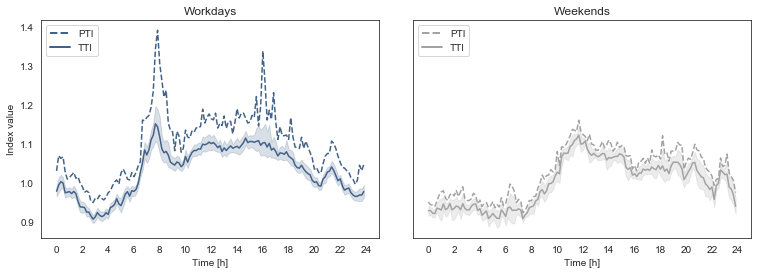 Workdays
PTI
TTI
Index value
1.4
1.3
1.2
1.1
1.0
0.9
0 2 4 6 8 10 12 14 16 18 20 22 24
Time [h]
Weekends
PTI
TTI
0 2 4 6 8 10 12 14 16 18 20 22 24
Time [h]